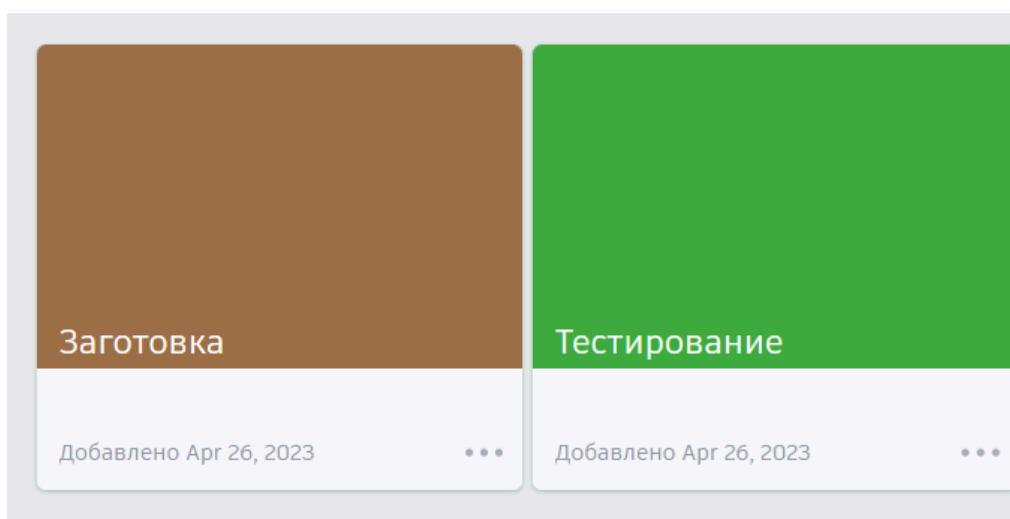 Заготовка
Добавлено Apr 26, 2023
Тестирование
Добавлено Apr 26, 2023